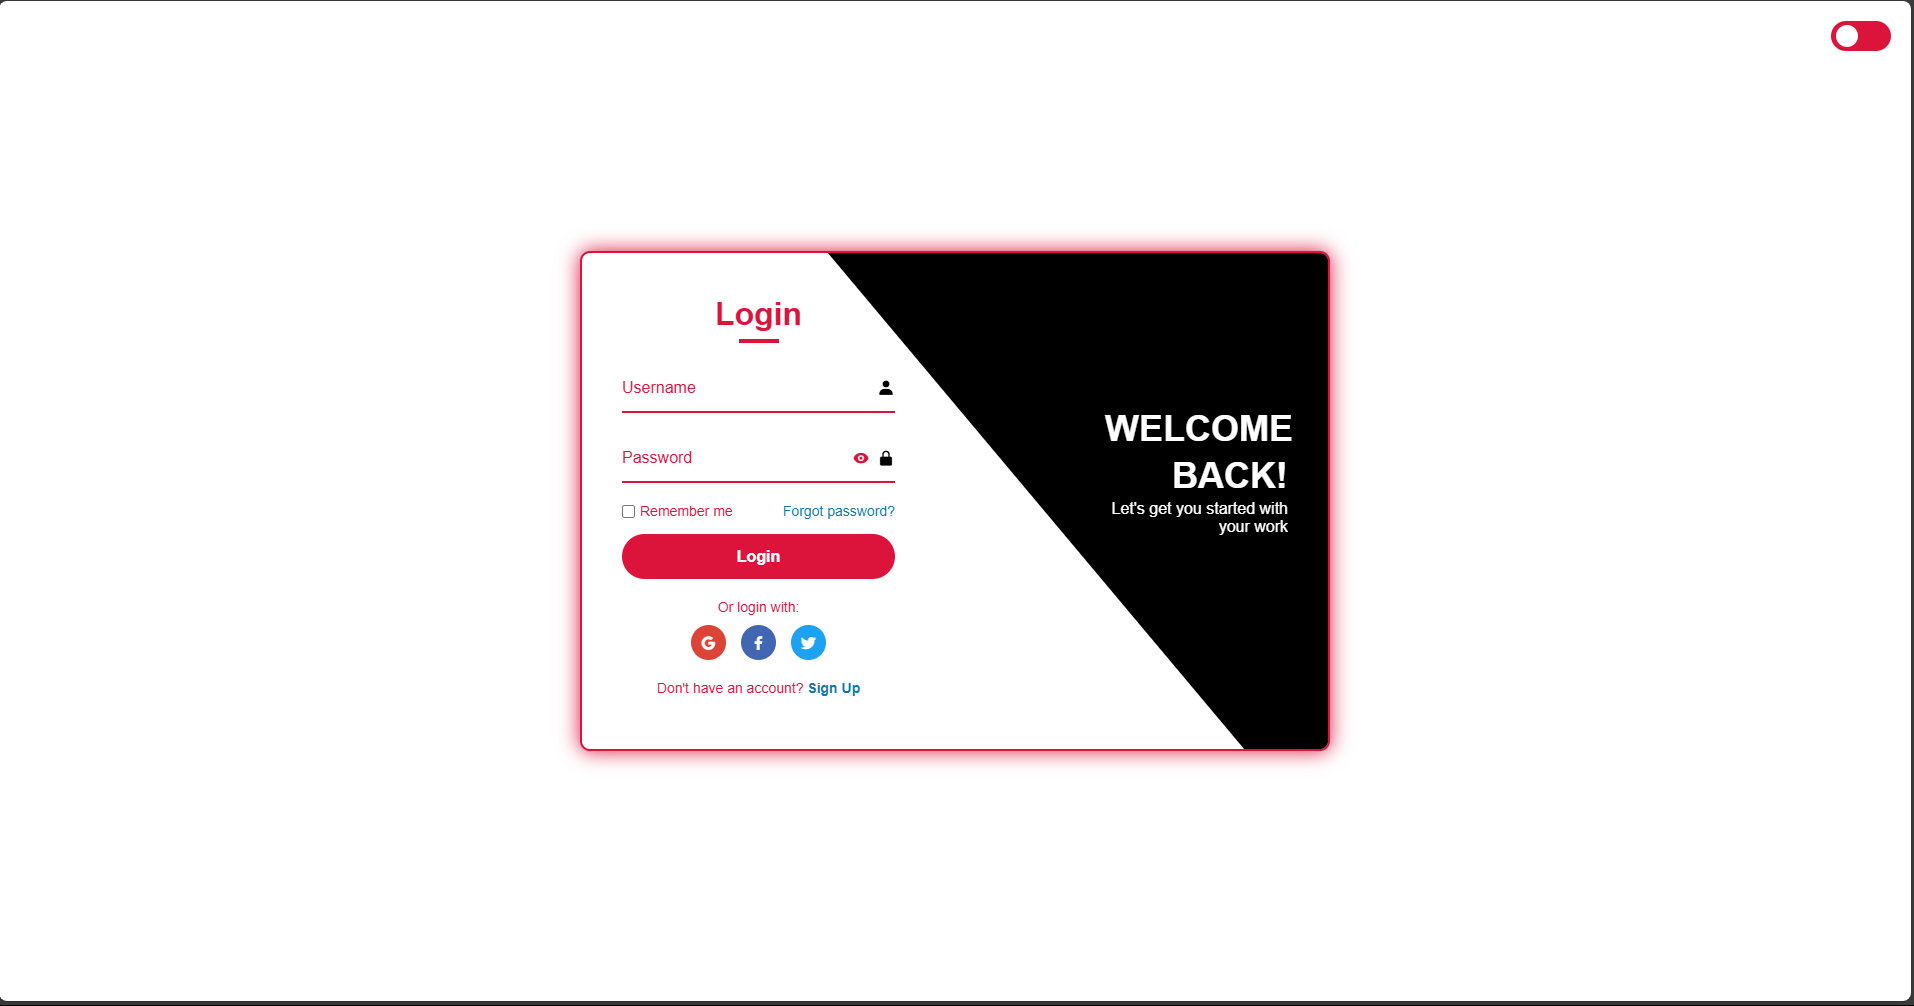 Login
Username
Password
Remember me
Forgot password?
Login
Or login with:
Don't have an account? Sign Up
WELCOME
BACK!
Let's get you started with
your work